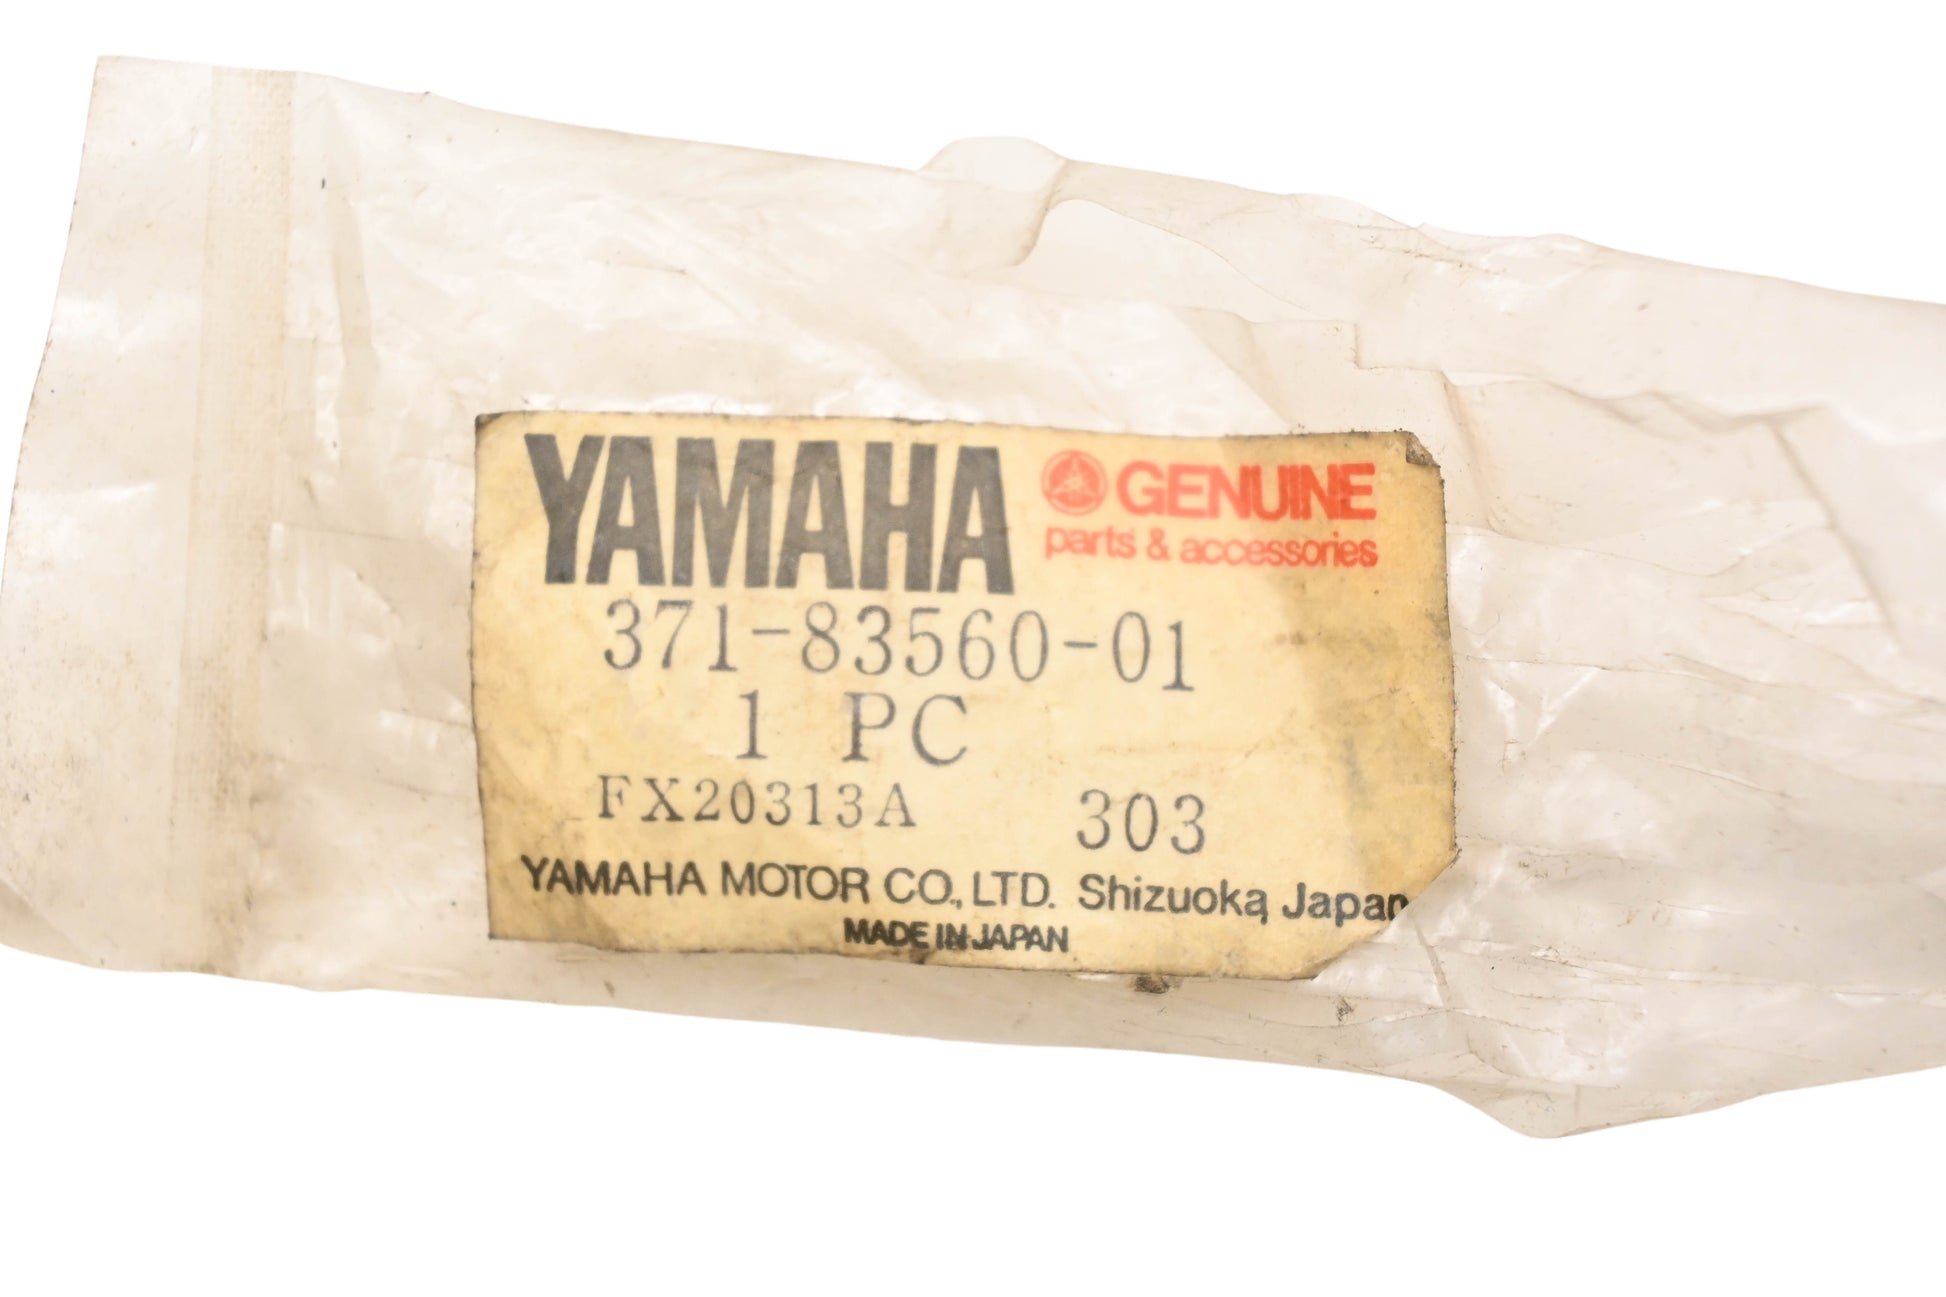 YAMAHA GENUINE
parts & accessories
371-83560-01
1 PC
FX20313A 303
YAMAHA MOTOR CO., LTD. Shizuoka, Japan
MADE IN JAPAN